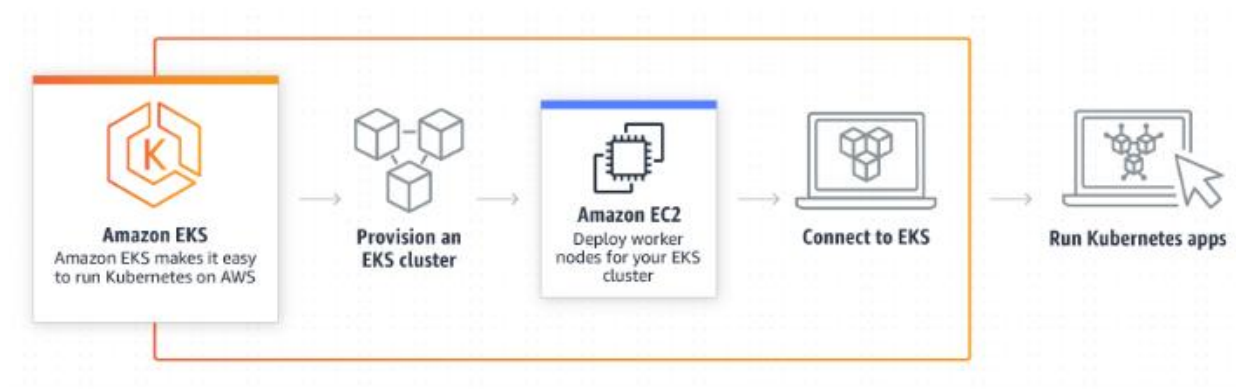 K
Amazon EKS
Amazon EKS makes it easy
to run Kubernetes on AWS
Provision an
EKS cluster
Amazon EC2
Deploy worker
nodes for your EKS
cluster
Connect to EKS
Run Kubernetes apps